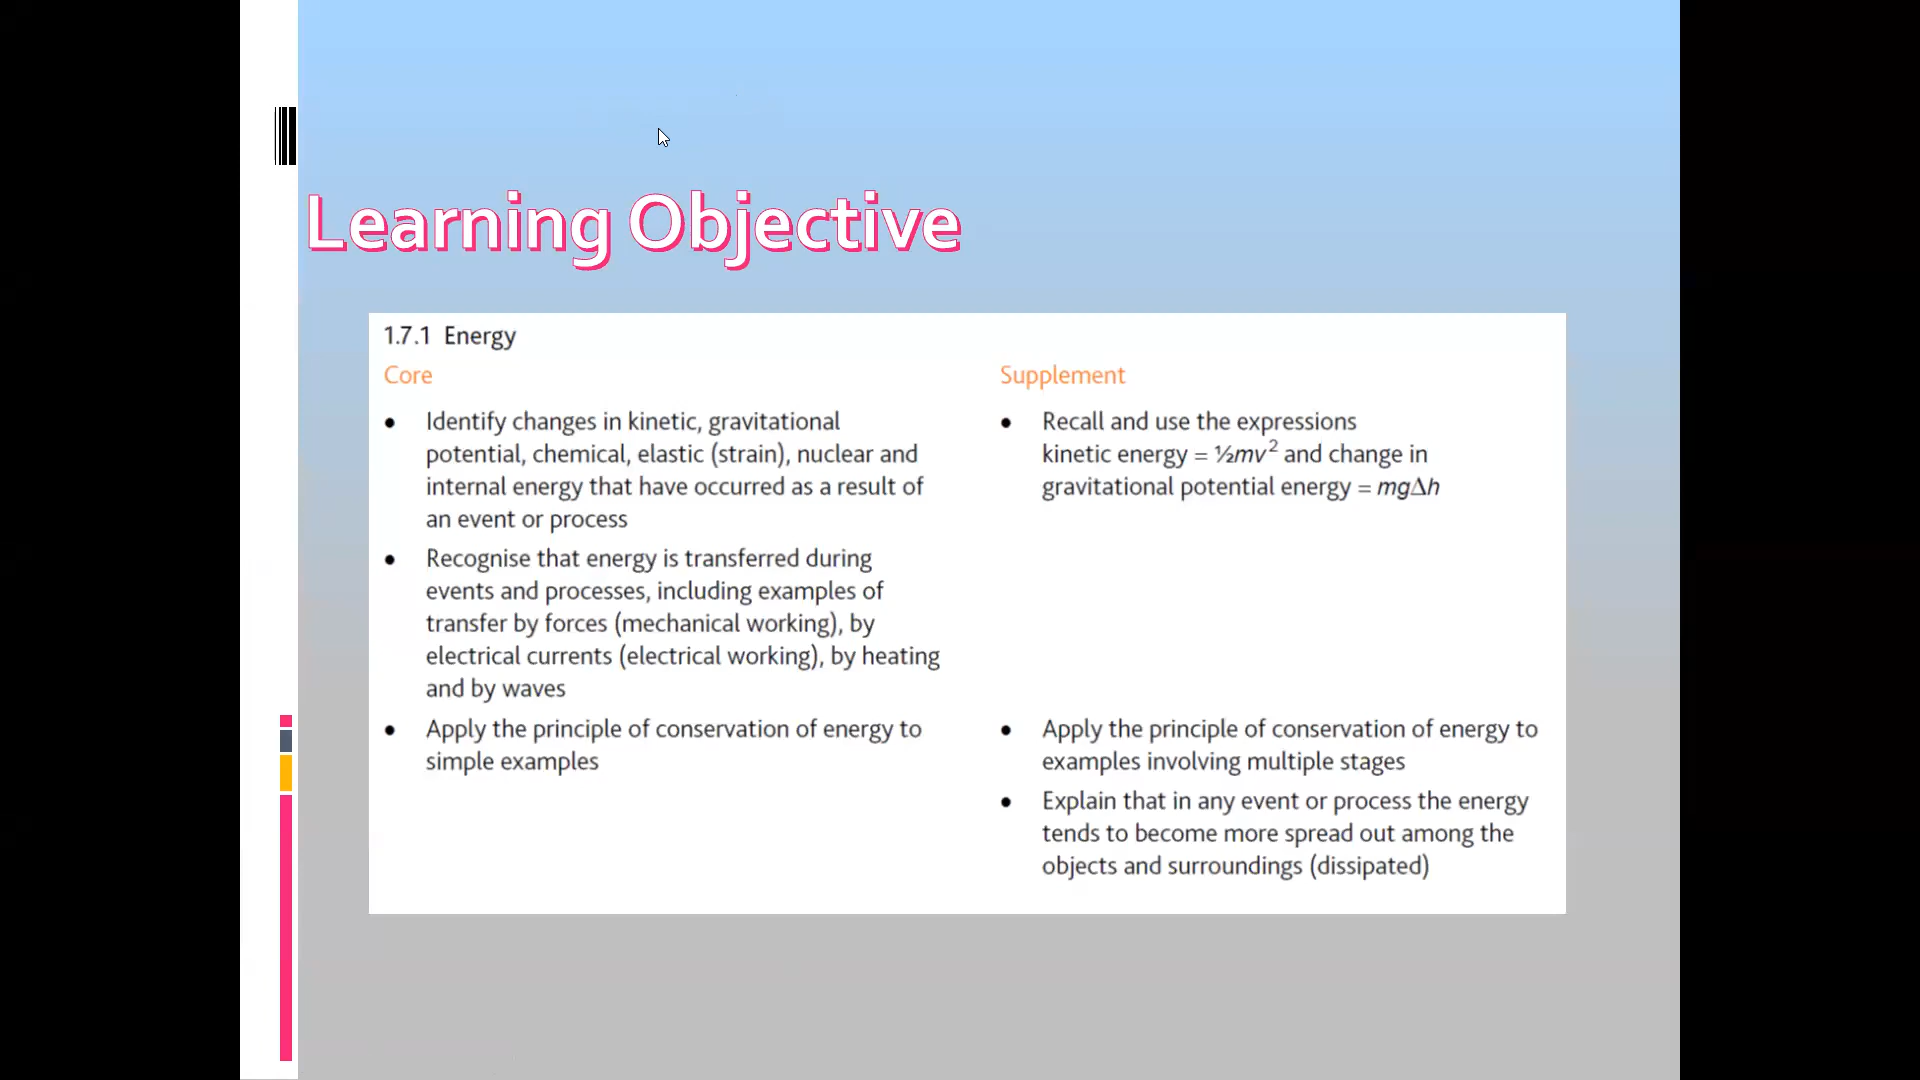 Learning Objective
1.7.1 Energy
Core
• Identify changes in kinetic, gravitational
potential, chemical, elastic (strain), nuclear and
internal energy that have occurred as a result of
an event or process
• Recognise that energy is transferred during
events and processes, including examples of
transfer by forces (mechanical working), by
electrical currents (electrical working), by heating
and by waves
• Apply the principle of conservation of energy to
simple examples
Supplement
• Recall and use the expressions
kinetic energy = ½mv² and change in
gravitational potential energy = mgΔh
• Apply the principle of conservation of energy to
examples involving multiple stages
• Explain that in any event or process the energy
tends to become more spread out among the
objects and surroundings (dissipated)